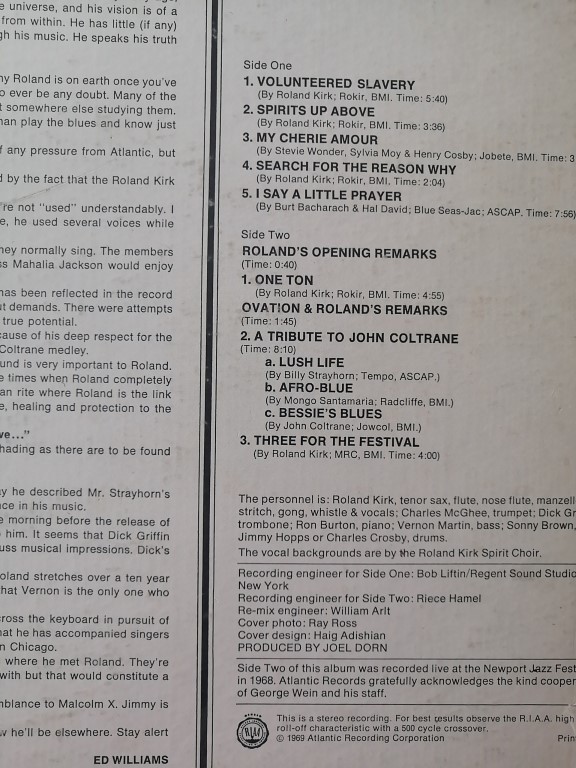 e universe, and his vision is of a
from within. He has little (if any)
gh his music. He speaks his truth
ny Roland is on earth once you've
o ever be any doubt. Many of the
t somewhere else studying them.
nan play the blues and know just
f any pressure from Atlantic, but
d by the fact that the Roland Kirk
're not "used" understandably. I
e, he used several voices while
ney normally sing. The members
ss Mahalia Jackson would enjoy
has been reflected in the record
ut demands. There were attempts
true potential.
cause of his deep respect for the
Coltrane medley.
und is very important to Roland.
e times when Roland completely
an rite where Roland is the link
e, healing and protection to the
ve..."
hading as there are to be found
cy he described Mr. Strayhorn's
nce in his music.
e morning before the release of
him. It seems that Dick Griffin
uss musical impressions. Dick's
oland stretches over a ten year
hat Vernon is the only one who
cross the keyboard in pursuit of
nat he has accompanied singers
n Chicago.
where he met Roland. They're
with but that would constitute a
mblance to Malcolm X. Jimmy is
w he'll be elsewhere. Stay alert
ED WILLIAMS
Side One
1. VOLUNTEERED SLAVERY
(By Roland Kirk; Rokir, BMI. Time: 5:40)
2. SPIRITS UP ABOVE
(By Roland Kirk; Rokir, BMI. Time: 3:36)
3. MY CHERIE AMOUR
(By Stevie Wonder, Sylvia Moy & Henry Cosby; Jobete, BMI. Time: 3
4. SEARCH FOR THE REASON WHY
(By Roland Kirk; Rokir, BMI. Time: 2:04)
5. I SAY A LITTLE PRAYER
(By Burt Bacharach & Hal David; Blue Seas-Jac; ASCAP. Time: 7:56)
Side Two
ROLAND'S OPENING REMARKS
(Time: 0:40)
1. ONE TON
(By Roland Kirk; Rokir, BMI. Time: 4:55)
OVATION & ROLAND'S REMARKS
(Time: 1:45)
2. A TRIBUTE TO JOHN COLTRANE
(Time: 8:10)
a. LUSH LIFE
(By Billy Strayhorn; Tempo, ASCAP.)
b. AFRO-BLUE
(By Mongo Santamaria; Radcliffe, BMI.)
c. BESSIE'S BLUES
(By John Coltrane; Jowcol, BMI.)
3. THREE FOR THE FESTIVAL
(By Roland Kirk; MRC, BMI. Time: 4:00)
The personnel is: Roland Kirk, tenor sax, flute, nose flute, manzell
stritch, gong, whistle & vocals; Charles McGhee, trumpet; Dick Gr
trombone; Ron Burton, piano; Vernon Martin, bass; Sonny Brown,
Jimmy Hopps or Charles Crosby, drums.
The vocal backgrounds are by the Roland Kirk Spirit Choir.
Recording engineer for Side One: Bob Liftin/Regent Sound Studio
New York
Recording engineer for Side Two: Riece Hamel
Re-mix engineer: William Arlt
Cover photo: Ray Ross
Cover design: Haig Adishian
PRODUCED BY JOEL DORN
Side Two of this album was recorded live at the Newport Jazz Fest
in 1968. Atlantic Records gratefully acknowledges the kind cooper
of George Wein and his staff.
RIAA
This is a stereo recording. For best results observe the R.I.A.A. high
roll-off characteristic with a 500 cycle crossover.
© 1969 Atlantic Recording Corporation
Prin